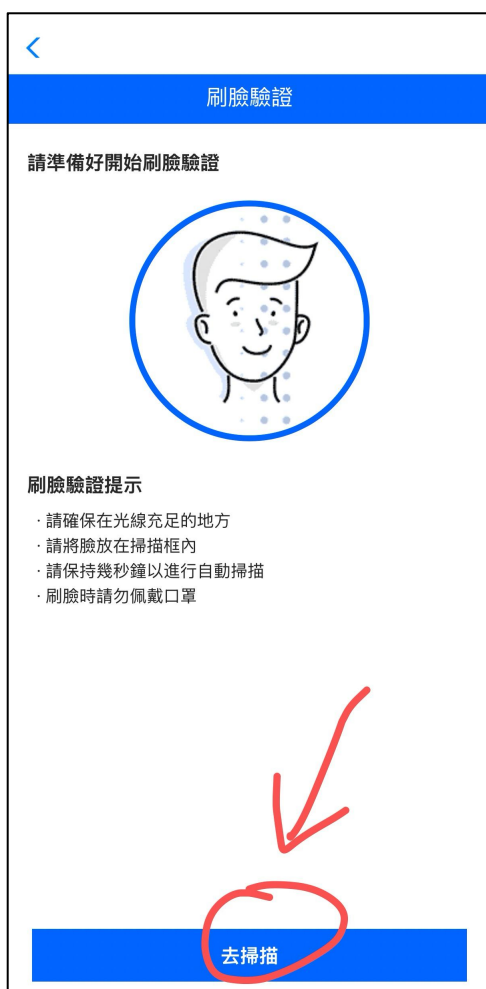 刷臉驗證
請準備好開始刷臉驗證
刷臉驗證提示
· 請確保在光線充足的地方
· 請將臉放在掃描框內
· 請保持幾秒鐘以進行自動掃描
· 刷臉時請勿佩戴口罩
去掃描